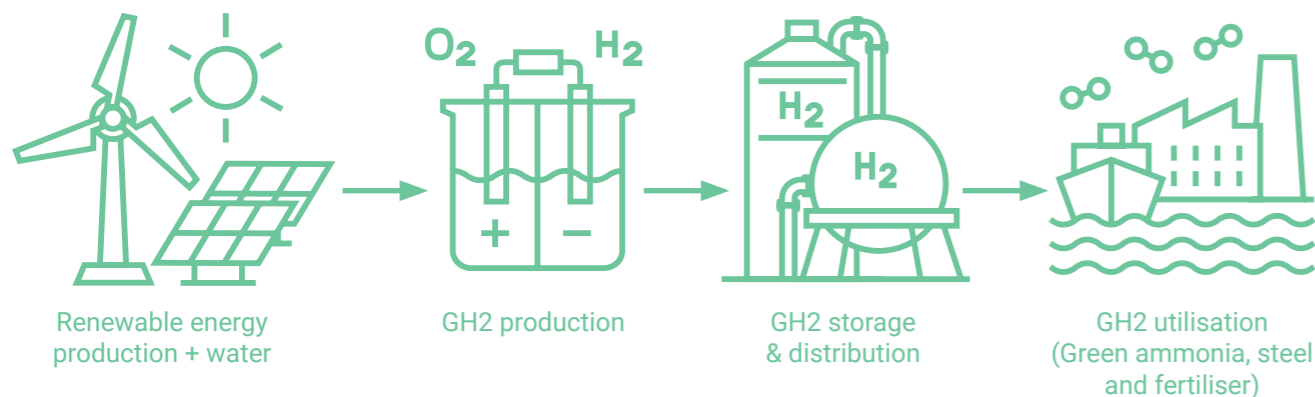 O2
H2
+
−
H2
H2
Renewable energy
production + water
GH2 production
GH2 storage
& distribution
GH2 utilisation
(Green ammonia, steel
and fertiliser)